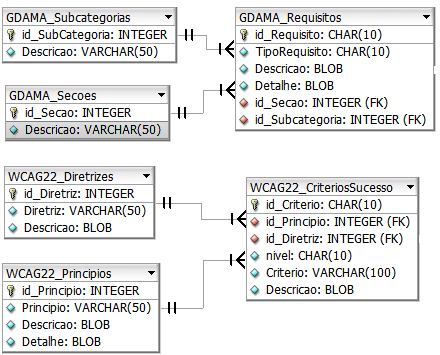 GDAMA_Subcategorias
id_SubCategoria: INTEGER
Descricao: VARCHAR(50)
GDAMA_Requisitos
id_Requisito: CHAR(10)
TipoRequisito: CHAR(10)
Descricao: BLOB
Detalhe: BLOB
id_Secao: INTEGER (FK)
id_Subcategoria: INTEGER (FK)
GDAMA_Secoes
id_Secao: INTEGER
Descricao: VARCHAR(50)
WCAG22_Diretrizes
id_Diretriz: INTEGER
Diretriz: VARCHAR(50)
Descricao: BLOB
WCAG22_CriteriosSucesso
id_Criterio: CHAR(10)
id_Principio: INTEGER (FK)
id_Diretriz: INTEGER (FK)
nivel: CHAR(10)
Criterio: VARCHAR(100)
Descricao: BLOB
WCAG22_Principios
id_Principio: INTEGER
Principio: VARCHAR(50)
Descricao: BLOB
Detalhe: BLOB